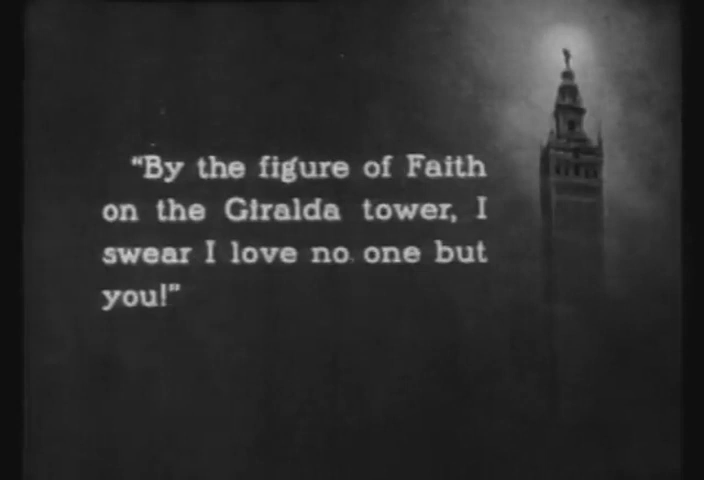 "By the figure of Faith
on the Giralda tower, I
swear I love no one but
you!"